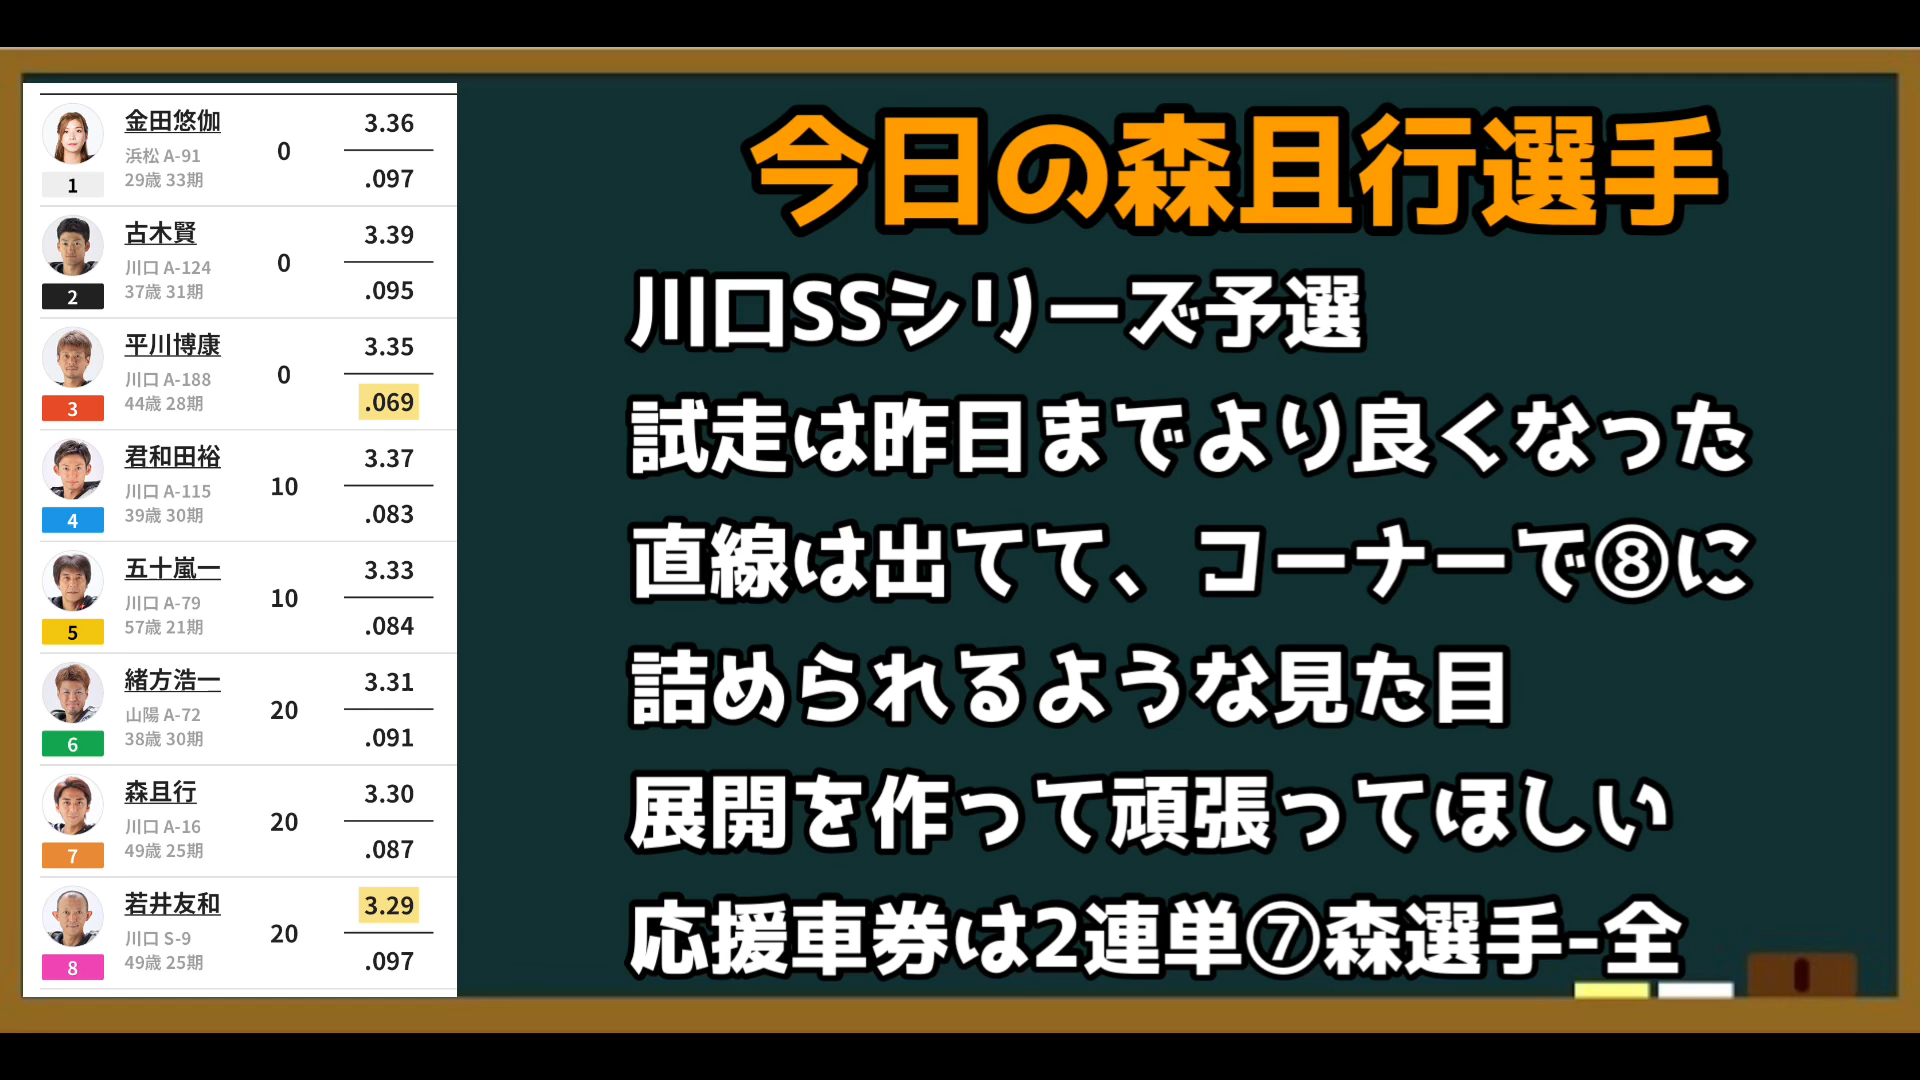 金田悠伽
浜松 A-91
29歳 33期
1
0
3.36
.097
古木賢
川口 A-124
37歳 31期
2
0
3.39
.095
平川博康
川口 A-188
44歳 28期
3
0
3.35
.069
君和田裕
川口 A-115
39歳 30期
4
10
3.37
.083
五十嵐一
川口 A-79
57歳 21期
5
10
3.33
.084
緒方浩一
山陽 A-72
38歳 30期
6
20
3.31
.091
森且行
川口 A-16
49歳 25期
7
20
3.30
.087
若井友和
川口 S-9
49歳 25期
8
20
3.29
.097
今日の森且行選手
川口SSシリーズ予選
試走は昨日までより良くなった
直線は出てて、コーナーで⑧に
詰められるような見た目
展開を作って頑張ってほしい
応援車券は2連単⑦森選手-全